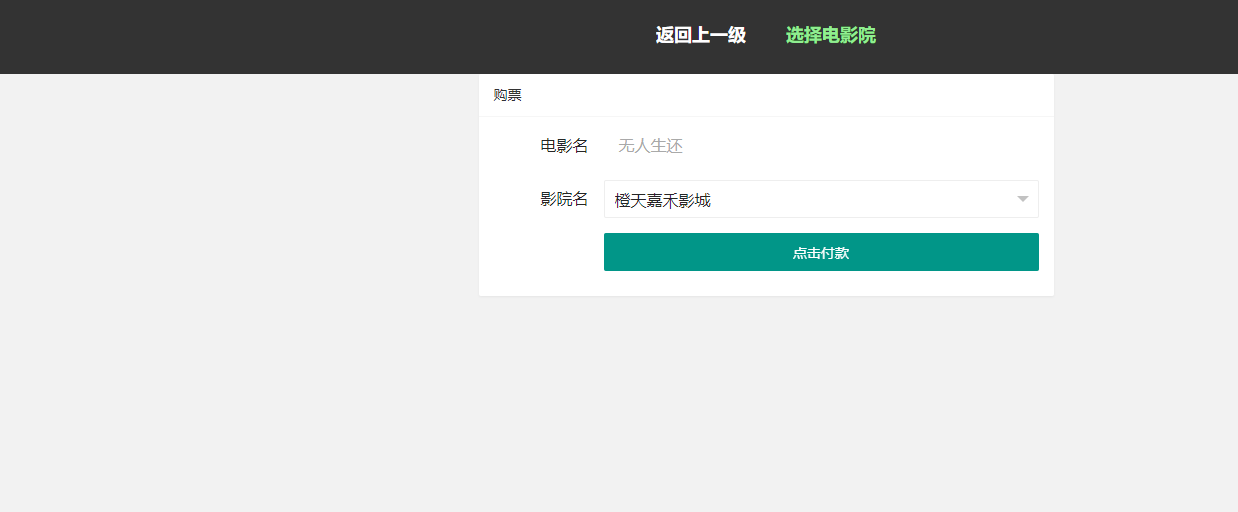 返回上一级 选择电影院
购票
电影名 无人生还
影院名 橙天嘉禾影城
点击付款